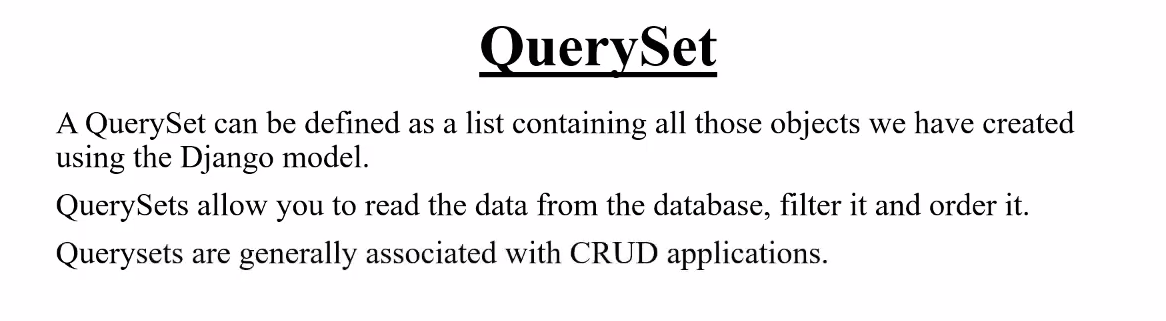 QuerySet
A QuerySet can be defined as a list containing all those objects we have created
using the Django model.
QuerySets allow you to read the data from the database, filter it and order it.
Querysets are generally associated with CRUD applications.